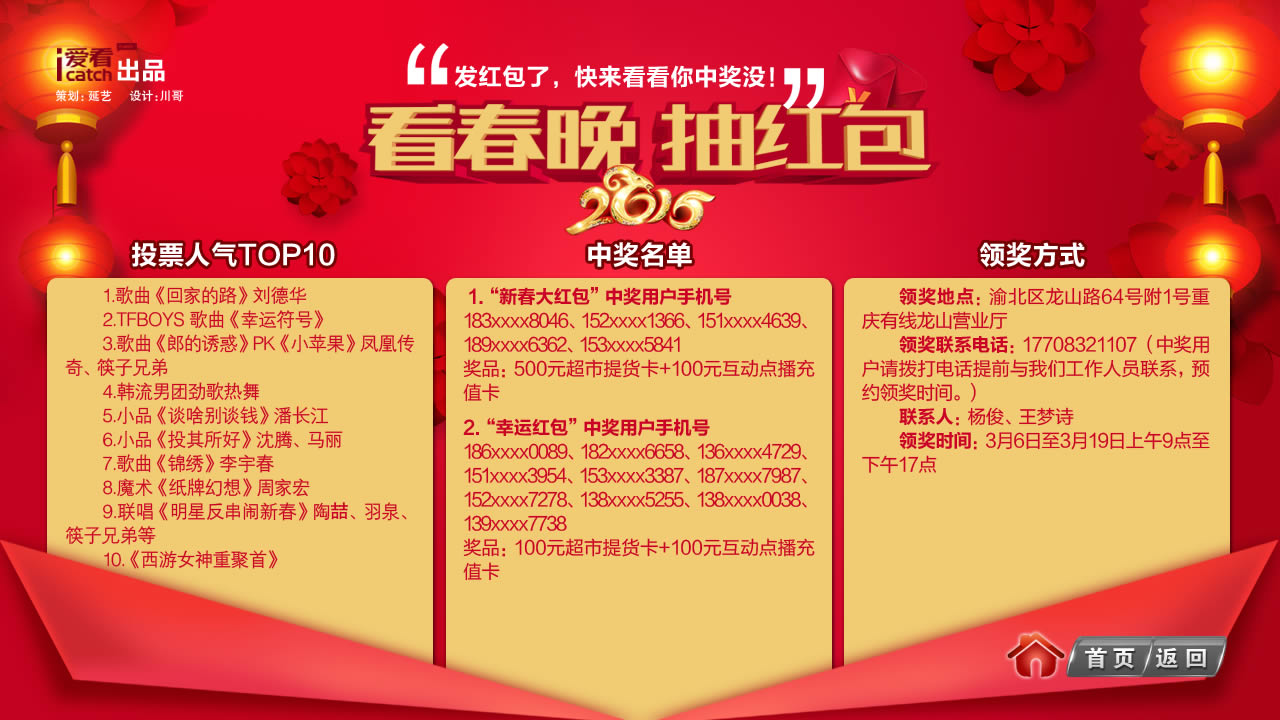 i爱看
catch 出品
策划:延艺 设计:川哥
“发红包了，快来看看你中奖没！”
看春晚 抽红包
2015
投票人气TOP10
1.歌曲《回家的路》刘德华
2.TFBOYS 歌曲《幸运符号》
3.歌曲《郎的诱惑》PK《小苹果》凤凰传
奇、筷子兄弟
4.韩流男团劲歌热舞
5.小品《谈啥别谈钱》潘长江
6.小品《投其所好》沈腾、马丽
7.歌曲《锦绣》李宇春
8.魔术《纸牌幻想》周家宏
9.联唱《明星反串闹新春》陶喆、羽泉、
筷子兄弟等
10.《西游女神重聚首》
中奖名单
1.“新春大红包”中奖用户手机号
183xxxx8046、152xxxx1366、151xxxx4639、
189xxxx6362、153xxxx5841
奖品：500元超市提货卡+100元互动点播充
值卡
2.“幸运红包”中奖用户手机号
186xxxx0089、182xxxx6658、136xxxx4729、
151xxxx3954、153xxxx3387、187xxxx7987、
152xxxx7278、138xxxx5255、138xxxx0038、
139xxxx7738
奖品：100元超市提货卡+100元互动点播充
值卡
领奖方式
领奖地点：渝北区龙山路64号附1号重
庆有线龙山营业厅
领奖联系电话：17708321107（中奖用
户请拨打电话提前与我们工作人员联系，预
约领奖时间。）
联系人：杨俊、王梦诗
领奖时间：3月6日至3月19日上午9点至
下午17点
首页 返回